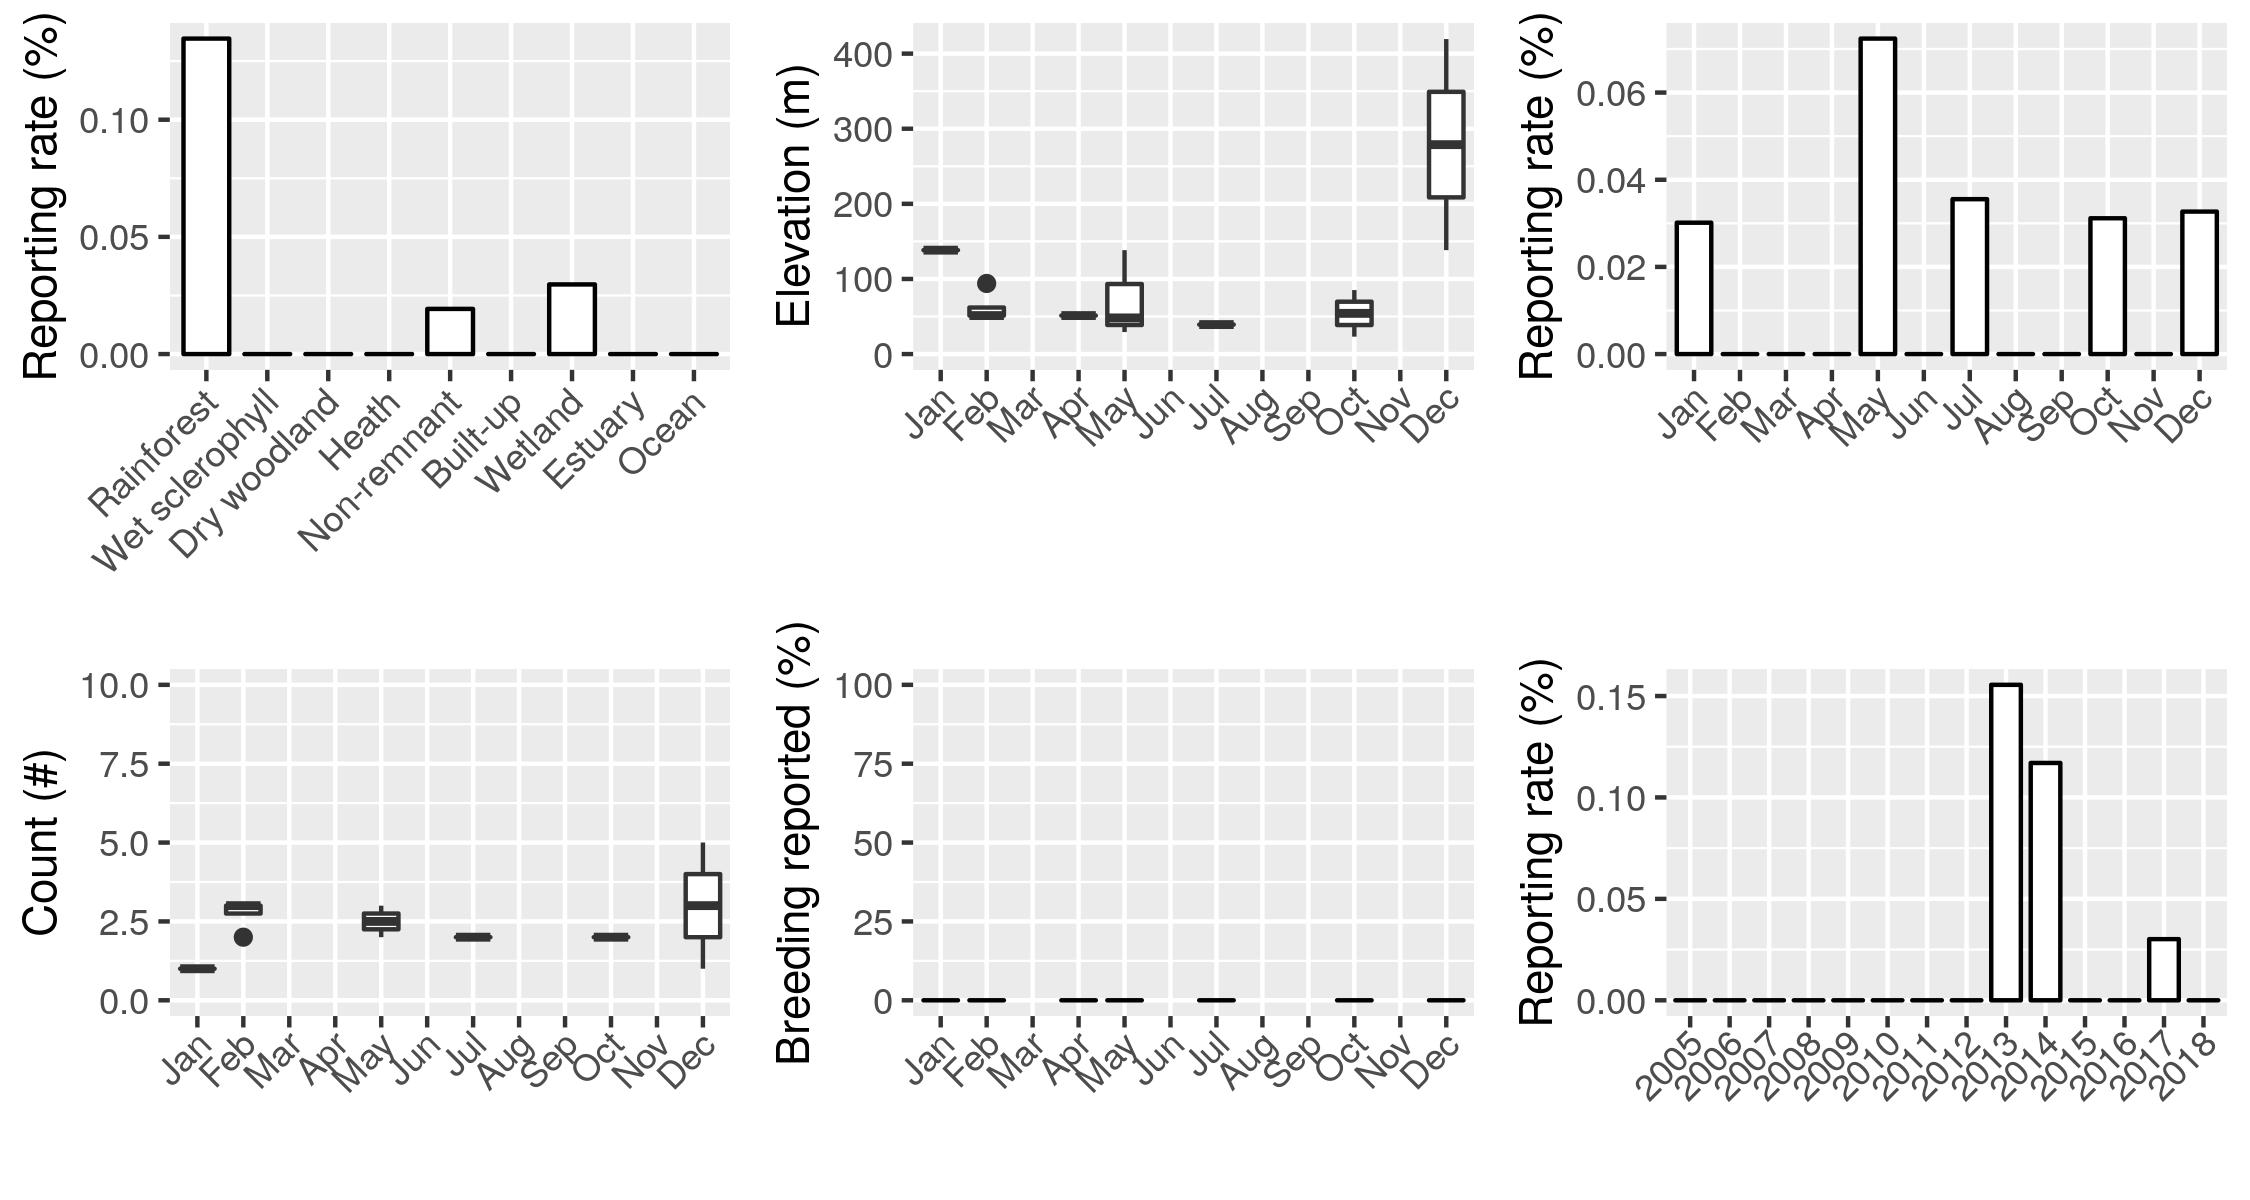 Reporting rate (%)
0.10
0.05
0.00
Rainforest
Wet sclerophyll
Dry woodland
Heath
Non-remnant
Built-up
Wetland
Estuary
Ocean
Elevation (m)
400
300
200
100
0
Jan
Feb
Mar
Apr
May
Jun
Jul
Aug
Sep
Oct
Nov
Dec
Reporting rate (%)
0.06
0.04
0.02
0.00
Jan
Feb
Mar
Apr
May
Jun
Jul
Aug
Sep
Oct
Nov
Dec
Count (#)
10.0
7.5
5.0
2.5
0.0
Jan
Feb
Mar
Apr
May
Jun
Jul
Aug
Sep
Oct
Nov
Dec
Breeding reported (%)
100
75
50
25
0
Jan
Feb
Mar
Apr
May
Jun
Jul
Aug
Sep
Oct
Nov
Dec
Reporting rate (%)
0.15
0.10
0.05
0.00
2005
2006
2007
2008
2009
2010
2011
2012
2013
2014
2015
2016
2017
2018